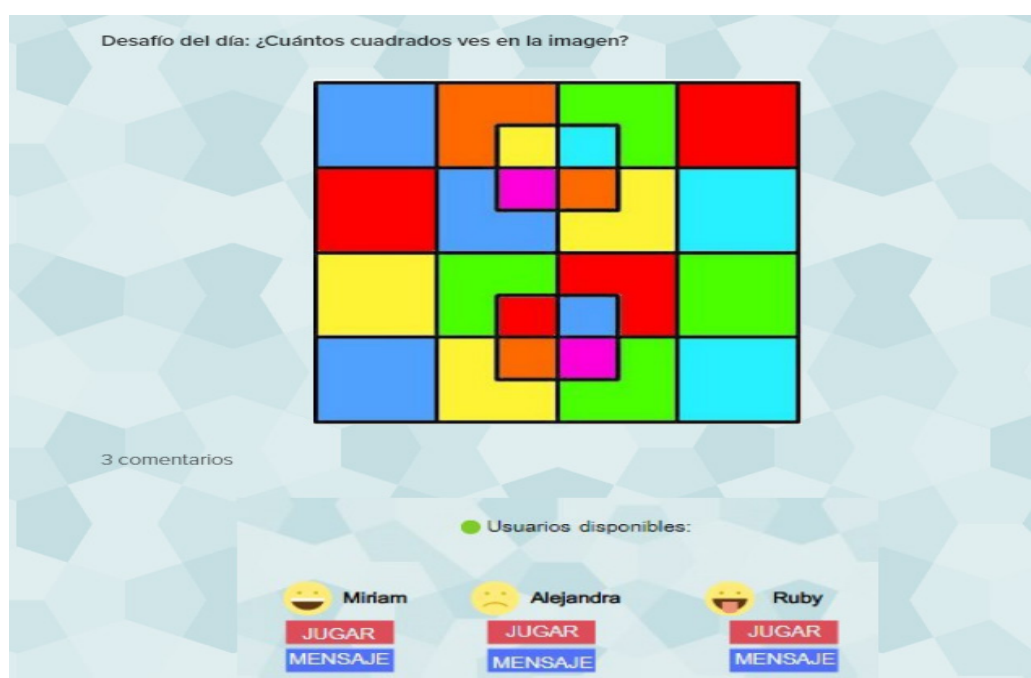 Desafío del día: ¿Cuántos cuadrados ves en la imagen?
3 comentarios
Usuarios disponibles:
Miriam Alejandra Ruby
JUGAR JUGAR JUGAR
MENSAJE MENSAJE MENSAJE